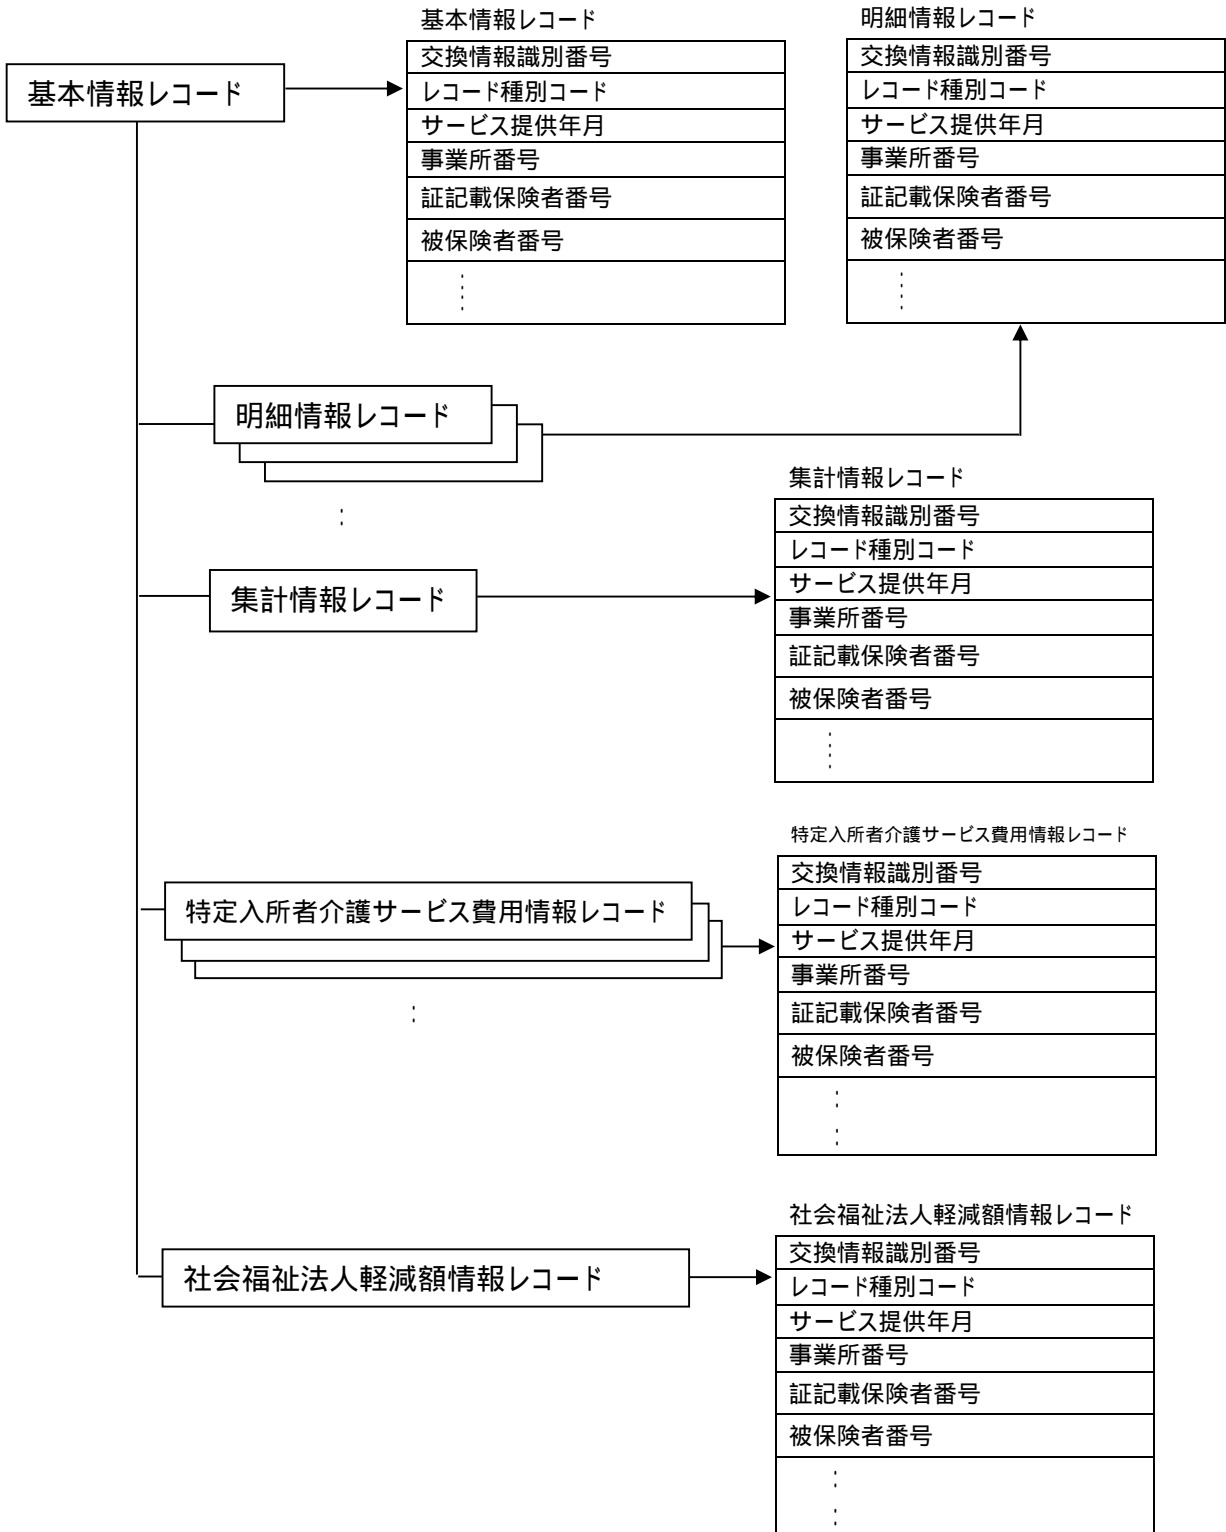 基本情報レコード
基本情報レコード
交換情報識別番号
レコード種別コード
サービス提供年月
事業所番号
証記載保険者番号
被保険者番号
明細情報レコード
交換情報識別番号
レコード種別コード
サービス提供年月
事業所番号
証記載保険者番号
被保険者番号
明細情報レコード
集計情報レコード
集計情報レコード
交換情報識別番号
レコード種別コード
サービス提供年月
事業所番号
証記載保険者番号
被保険者番号
特定入所者介護サービス費用情報レコード
特定入所者介護サービス費用情報レコード
交換情報識別番号
レコード種別コード
サービス提供年月
事業所番号
証記載保険者番号
被保険者番号
社会福祉法人軽減額情報レコード
社会福祉法人軽減額情報レコード
交換情報識別番号
レコード種別コード
サービス提供年月
事業所番号
証記載保険者番号
被保険者番号